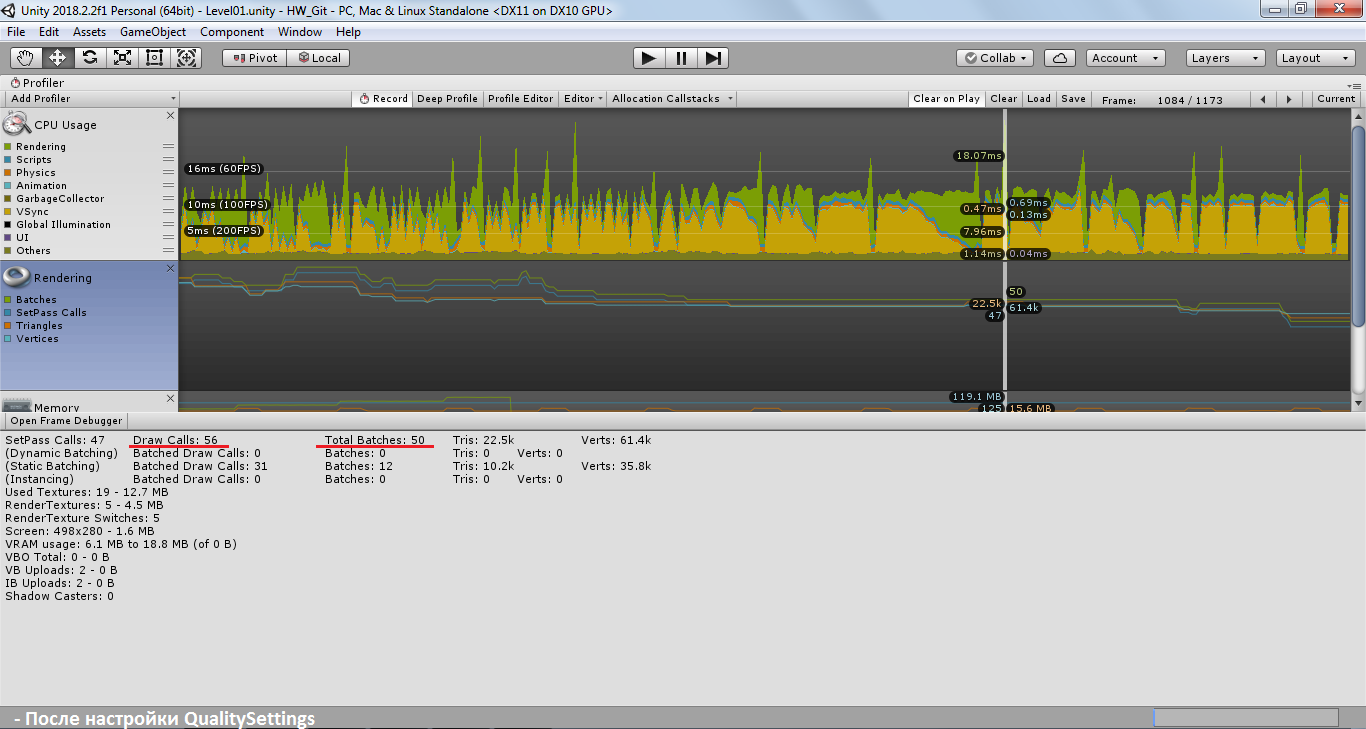 Unity 2018.2.2f1 Personal (64bit) - Level01.unity - HW_Git - PC, Mac & Linux Standalone <DX11 on DX10 GPU>
File Edit Assets GameObject Component Window Help
Pivot Local Collab Account Layers Layout
Profiler
Add Profiler Record Deep Profile Profile Editor Editor Allocation Callstacks Clear on Play Clear Load Save Frame: 1084 / 1173 Current
CPU Usage
Rendering
Scripts
Physics
Animation
GarbageCollector
VSync
Global Illumination
UI
Others
16ms (60FPS)
10ms (100FPS)
5ms (200FPS)
18.07ms
0.69ms
0.47ms
0.13ms
7.96ms
1.14ms 0.04ms
Rendering
Batches
SetPass Calls
Triangles
Vertices
50
22.5k 61.4k
47
Memory
119.1 MB
125 15.6 MB
Open Frame Debugger
SetPass Calls: 47 Draw Calls: 56 Total Batches: 50 Tris: 22.5k Verts: 61.4k
(Dynamic Batching) Batched Draw Calls: 0 Batches: 0 Tris: 0 Verts: 0
(Static Batching) Batched Draw Calls: 31 Batches: 12 Tris: 10.2k Verts: 35.8k
(Instancing) Batched Draw Calls: 0 Batches: 0 Tris: 0 Verts: 0
Used Textures: 19 - 12.7 MB
RenderTextures: 5 - 4.5 MB
RenderTexture Switches: 5
Screen: 498x280 - 1.6 MB
VRAM usage: 6.1 MB to 18.8 MB (of 0 B)
VBO Total: 0 - 0 B
VB Uploads: 2 - 0 B
IB Uploads: 2 - 0 B
Shadow Casters: 0
- После настройки QualitySettings